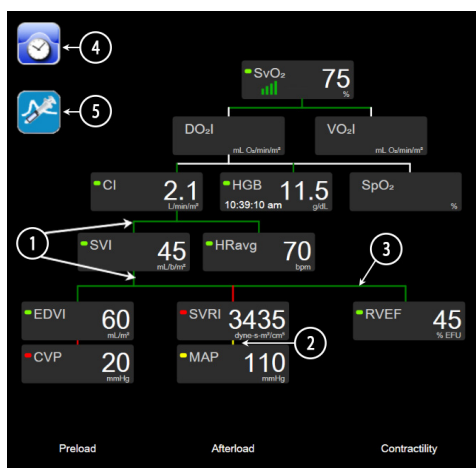 4
SvO₂ 75
%
5
DO₂I
mL O₂/min/m²
VO₂I
mL O₂/min/m²
CI 2.1
L/min/m²
HGB 11.5
10:39:10 am g/dL
SpO₂
%
1
SVI 45
mL/b/m²
HRavg 70
bpm
3
EDVI 60
mL/m²
SVRI 3435
dyne-s-m²/cm⁵
RVEF 45
% EFU
2
CVP 20
mmHg
MAP 110
mmHg
Preload Afterload Contractility